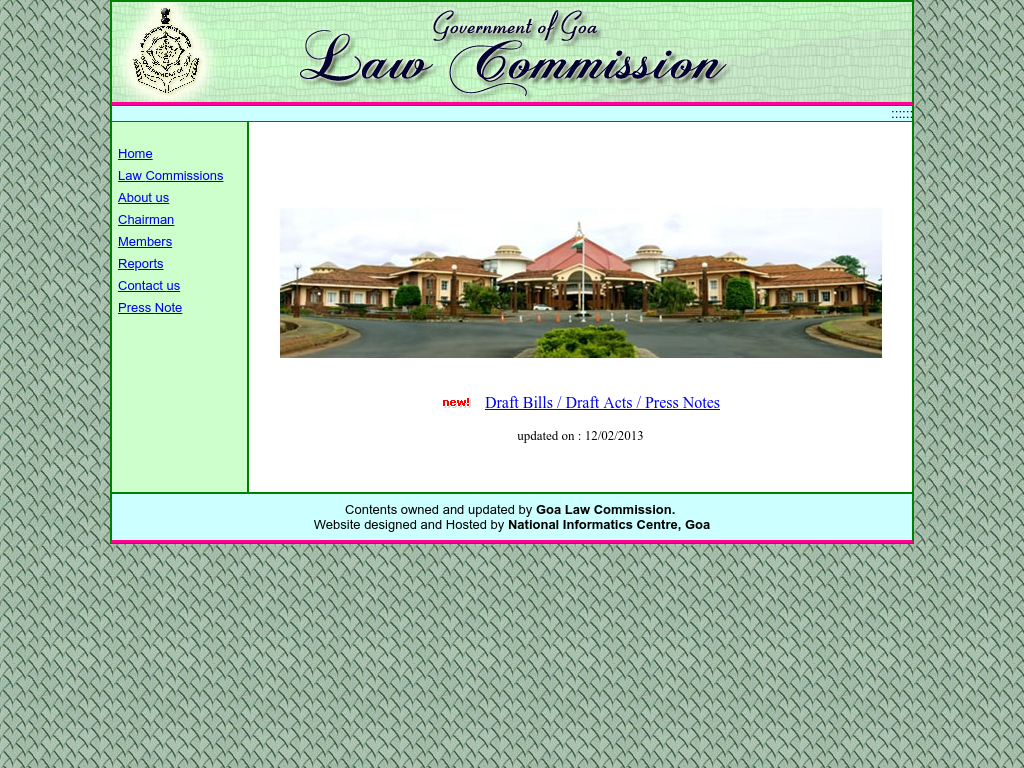 Government of Goa
Law Commission
::::::
Home
Law Commissions
About us
Chairman
Members
Reports
Contact us
Press Note
new! Draft Bills / Draft Acts / Press Notes
updated on : 12/02/2013
Contents owned and updated by Goa Law Commission.
Website designed and Hosted by National Informatics Centre, Goa